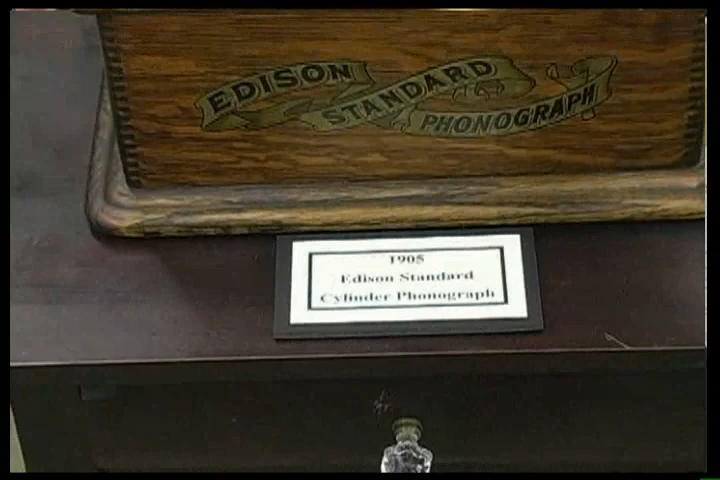 EDISON
STANDARD
PHONOGRAPH
1905
Edison Standard
Cylinder Phonograph